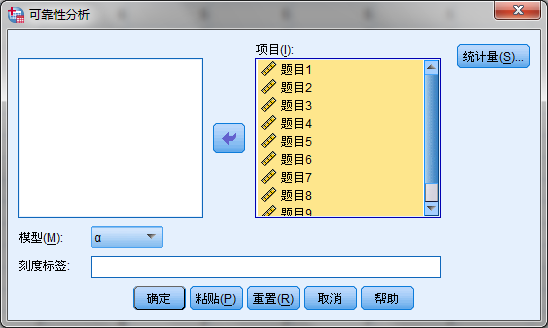 可靠性分析
项目(I):
题目1
题目2
题目3
题目4
题目5
题目6
题目7
题目8
题目9
统计量(S)...
模型(M):
α
刻度标签:
确定
粘贴(P)
重置(R)
取消
帮助